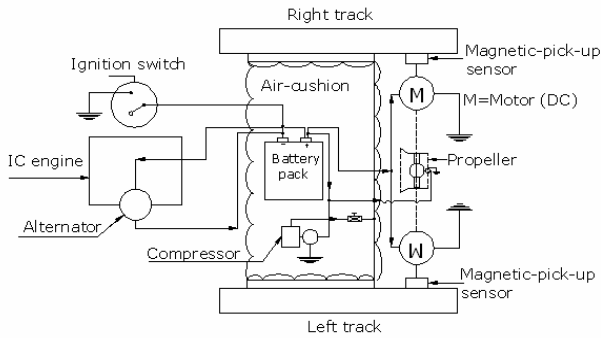 Right track
Ignition switch
Magnetic-pick-up
sensor
Air-cushion
M
M=Motor (DC)
IC engine
Battery
pack
Propeller
Alternator
Compressor
M
Magnetic-pick-up
sensor
Left track